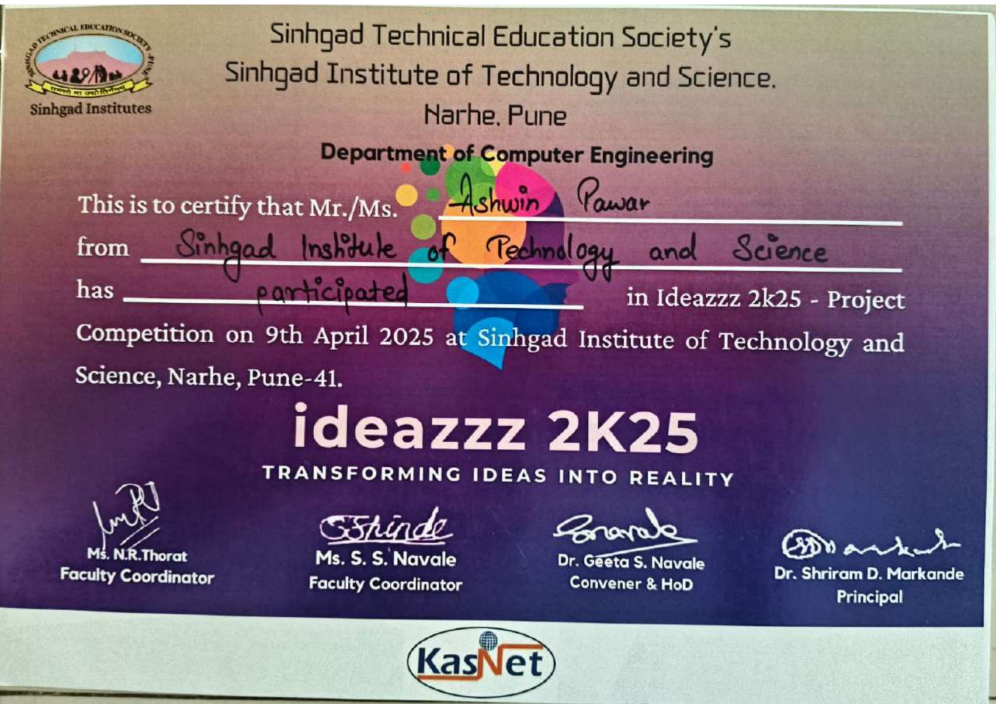 SINHGAD TECHNICAL EDUCATION SOCIETY - PUNE
Sinhgad Institutes
Sinhgad Technical Education Society's
Sinhgad Institute of Technology and Science,
Narhe, Pune
Department of Computer Engineering
This is to certify that Mr./Ms. Ashwin Pawar
from Sinhgad Institute of Technology and Science
has participated in Ideazzz 2k25 - Project
Competition on 9th April 2025 at Sinhgad Institute of Technology and
Science, Narhe, Pune-41.
ideazzz 2K25
TRANSFORMING IDEAS INTO REALITY
SShinde
Ms. N.R.Thorat
Faculty Coordinator
Ms. S. S. Navale
Faculty Coordinator
Dr. Geeta S. Navale
Convener & HoD
Dr. Shriram D. Markande
Principal
KasNet